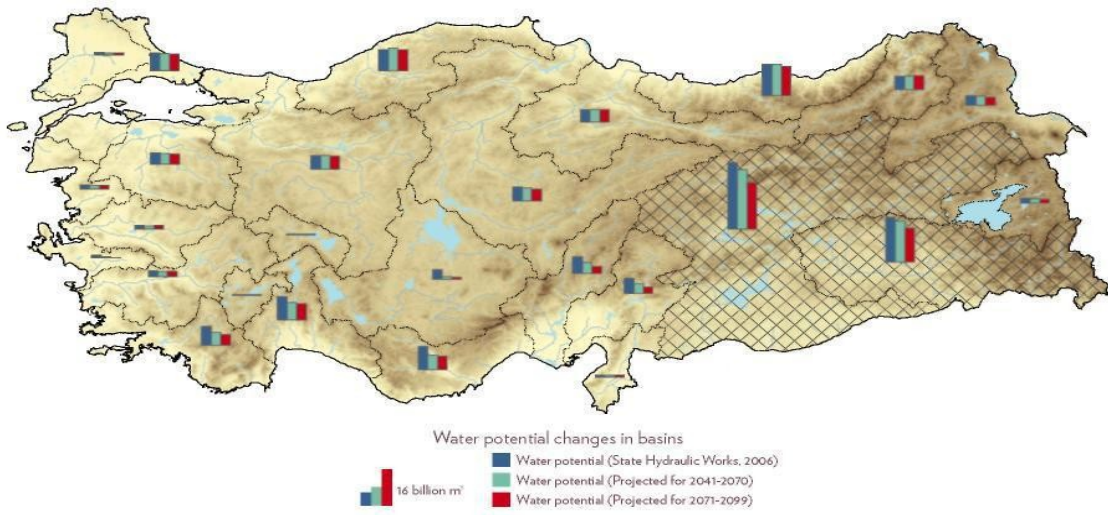 Water potential changes in basins
16 billion m³
Water potential (State Hydraulic Works, 2006)
Water potential (Projected for 2041-2070)
Water potential (Projected for 2071-2099)